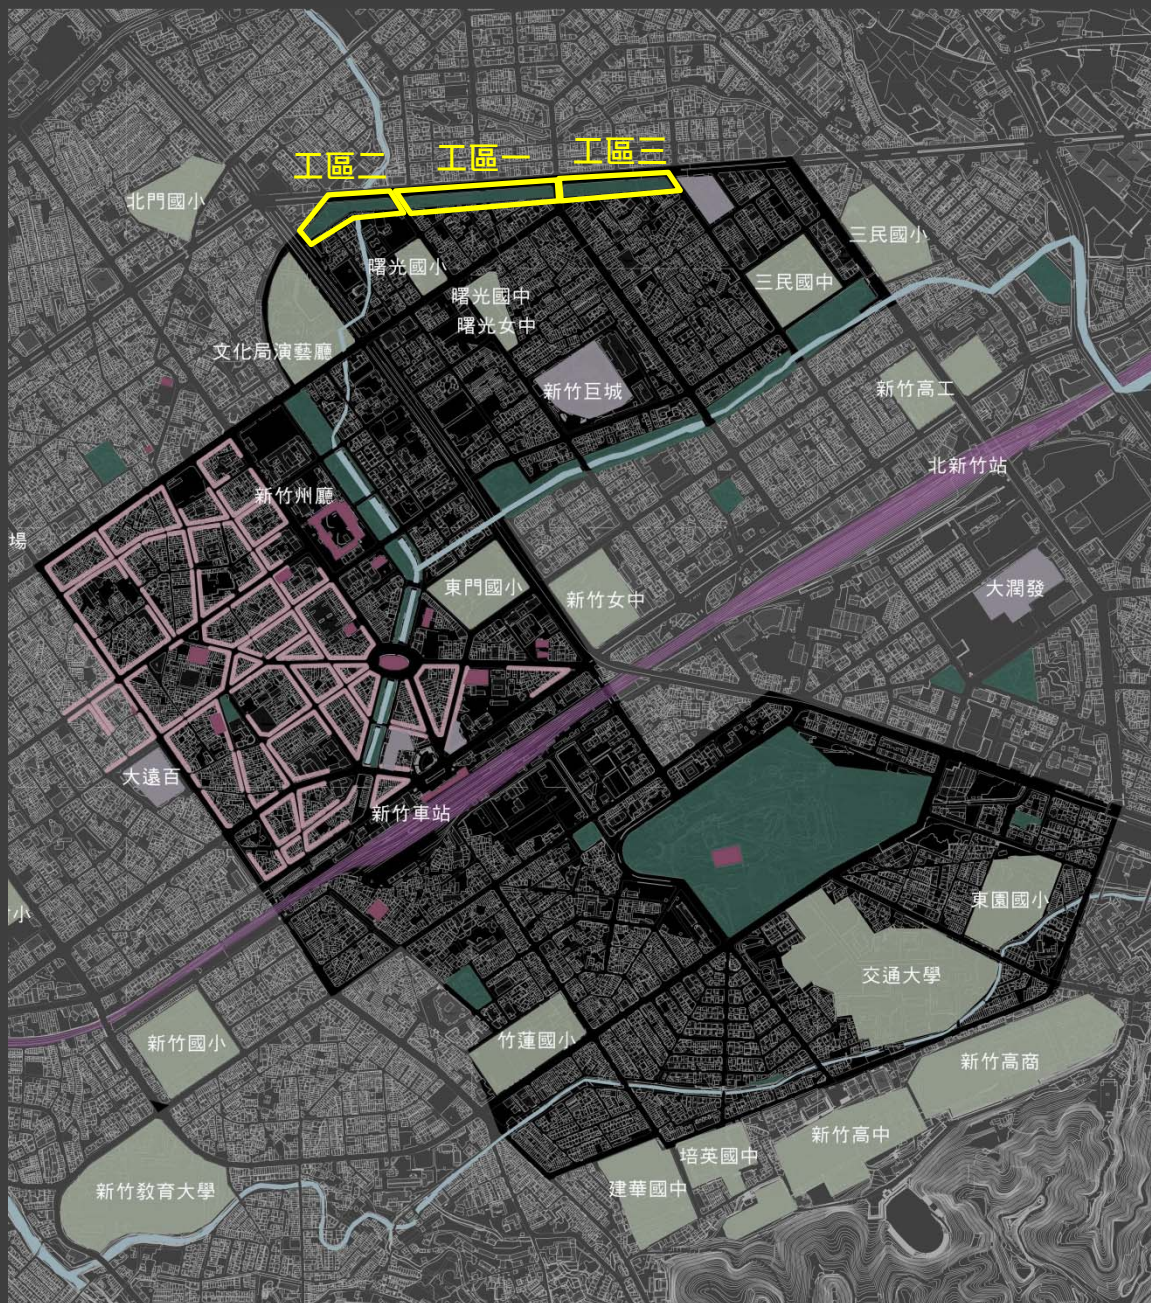 工區二
工區一
工區三
北門國小
三民國小
曙光國小
三民國中
曙光國中
曙光女中
文化局演藝廳
新竹巨城
新竹高工
北新竹站
新竹州廳
場
東門國小
新竹女中
大潤發
大遠百
新竹車站
東園國小
小
交通大學
新竹國小
竹蓮國小
新竹高商
新竹高中
培英國中
建華國中
新竹教育大學